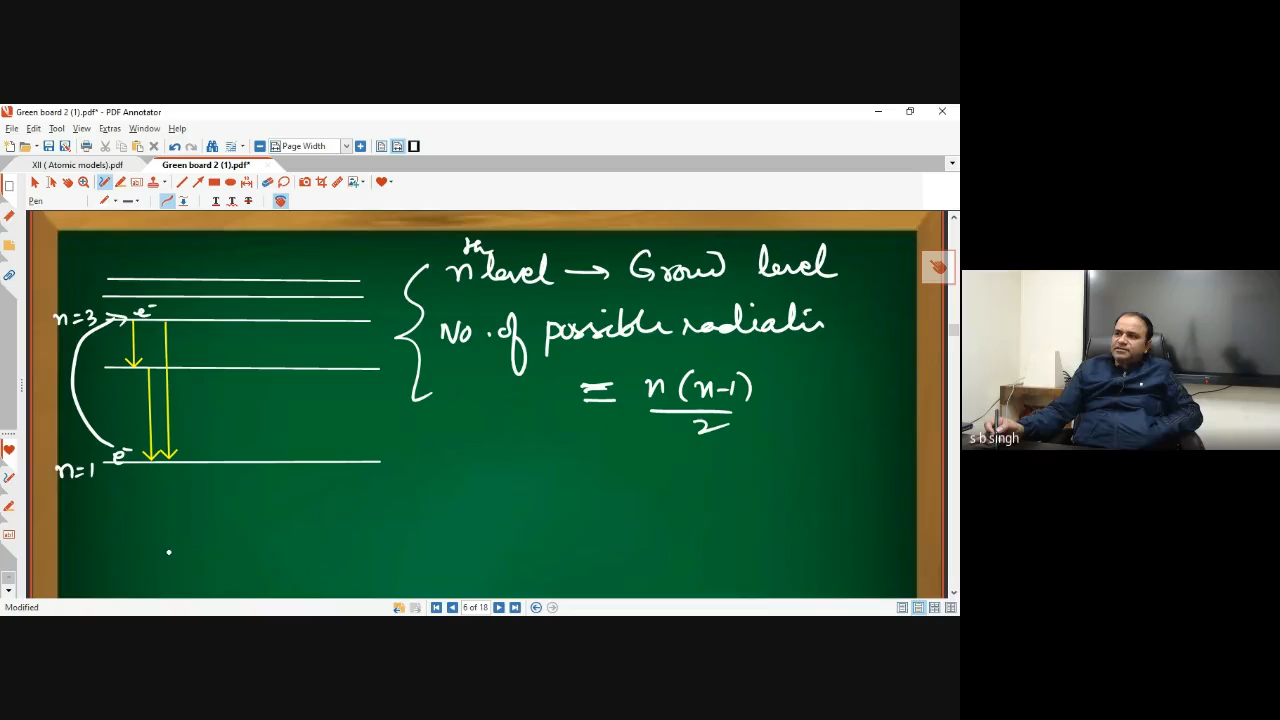 Green board 2 (1).pdf* - PDF Annotator
File Edit Tool View Extras Window Help
Page Width
XII ( Atomic models).pdf Green board 2 (1).pdf*
Pen
nth level → Ground level
No. of possible radiatin
= n(n-1)
2
n=3 e-
n=1 e-
s b singh
Modified
6 of 18